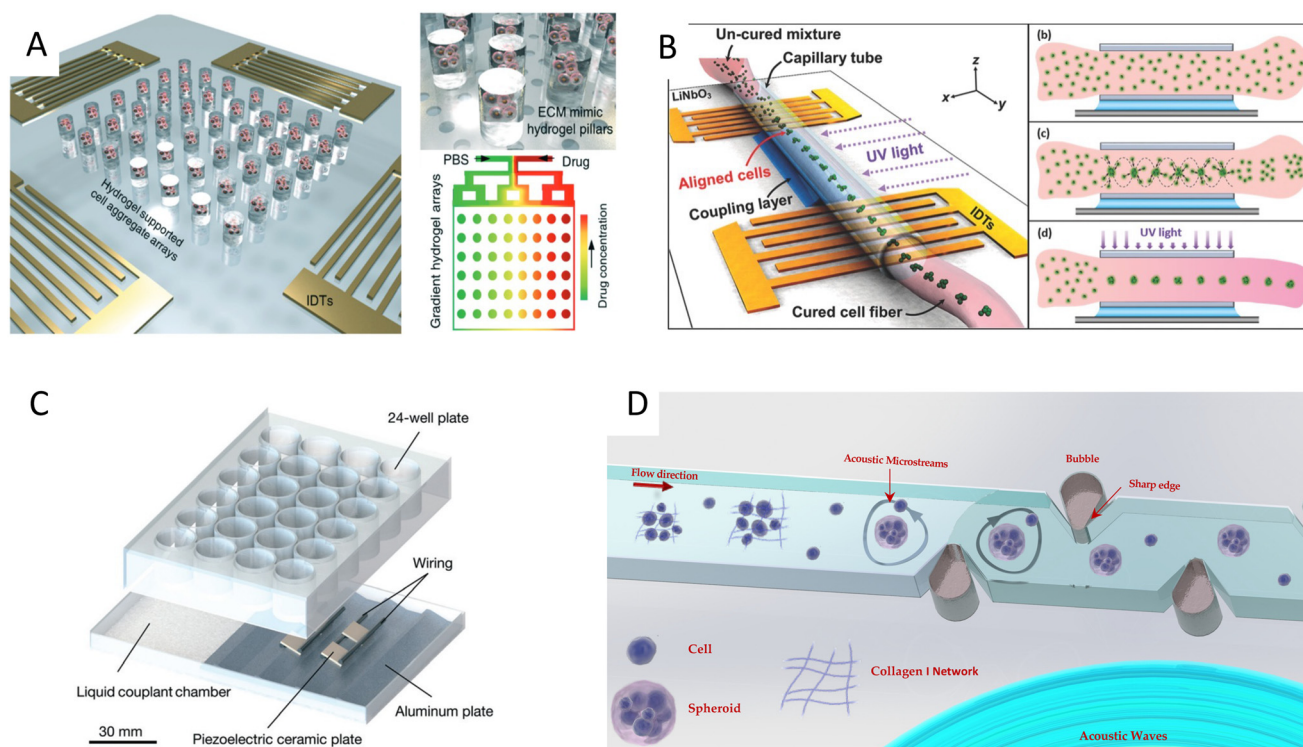 A
Hydrogel supported
cell aggregate arrays
IDTs
ECM mimic
hydrogel pillars
PBS
Drug
Gradient hydrogel arrays
Drug concentration
B
Un-cured mixture
Capillary tube
LiNbO₃
z
x
y
UV light
Aligned cells
Coupling layer
IDTs
Cured cell fiber
(b)
(c)
(d)
UV light
C
24-well plate
Wiring
Liquid couplant chamber
Aluminum plate
Piezoelectric ceramic plate
30 mm
D
Flow direction
Acoustic Microstreams
Bubble
Sharp edge
Cell
Collagen I Network
Spheroid
Acoustic Waves